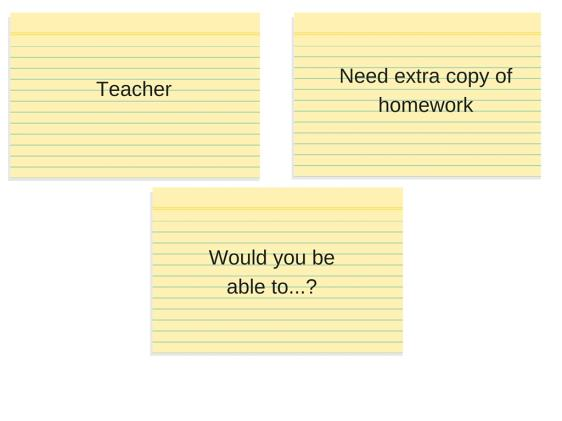 Teacher
Need extra copy of
homework
Would you be
able to...?